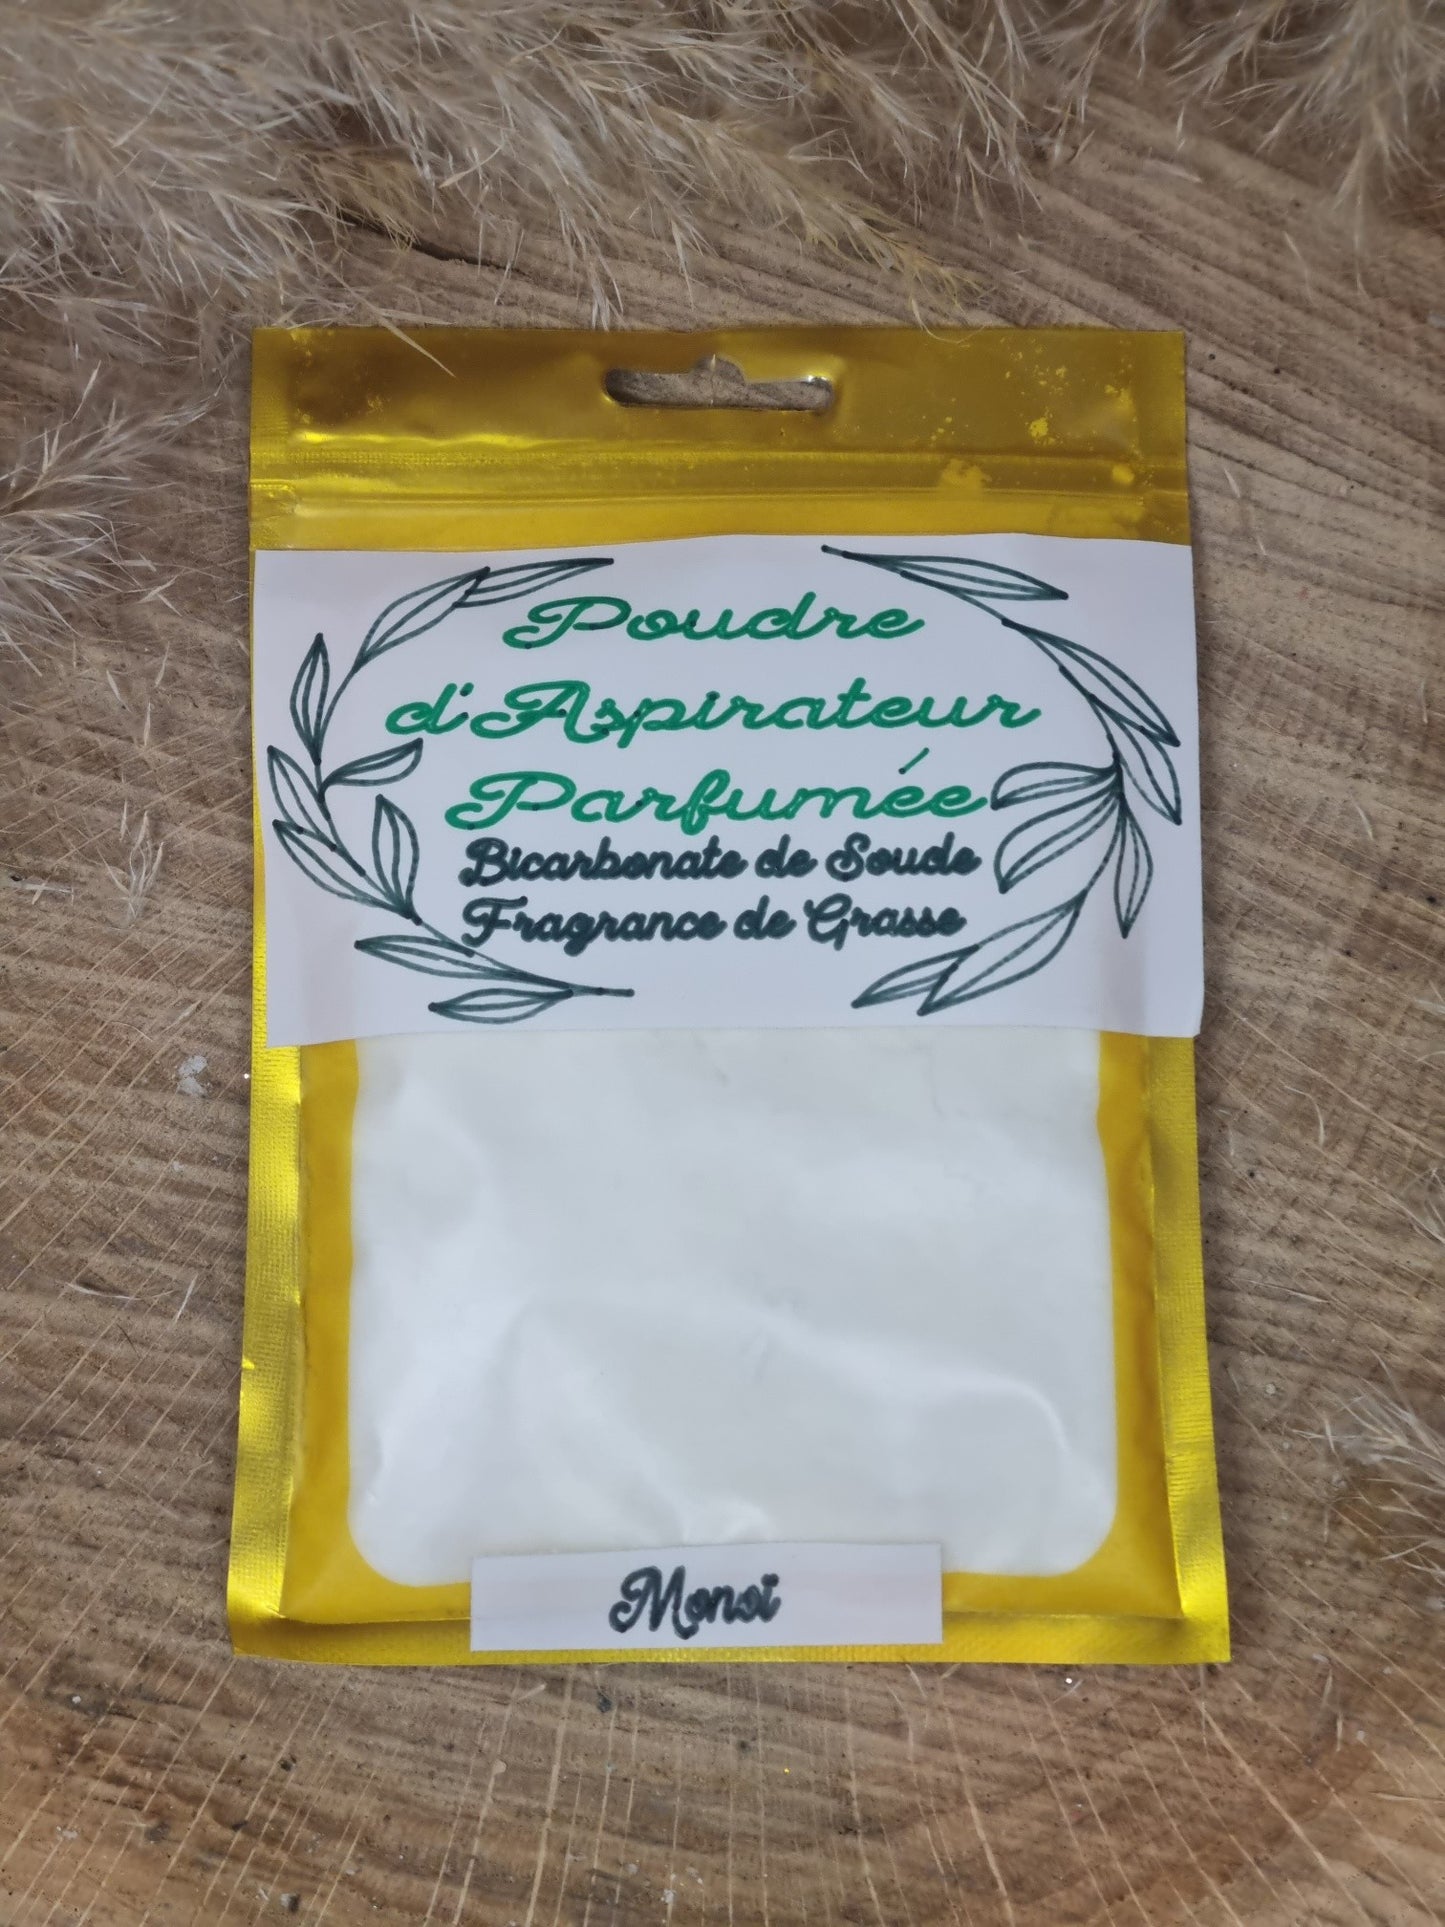 Poudre
d'Aspirateur
Parfumée
Bicarbonate de Soude
Fragrance de Grasse
Monoï